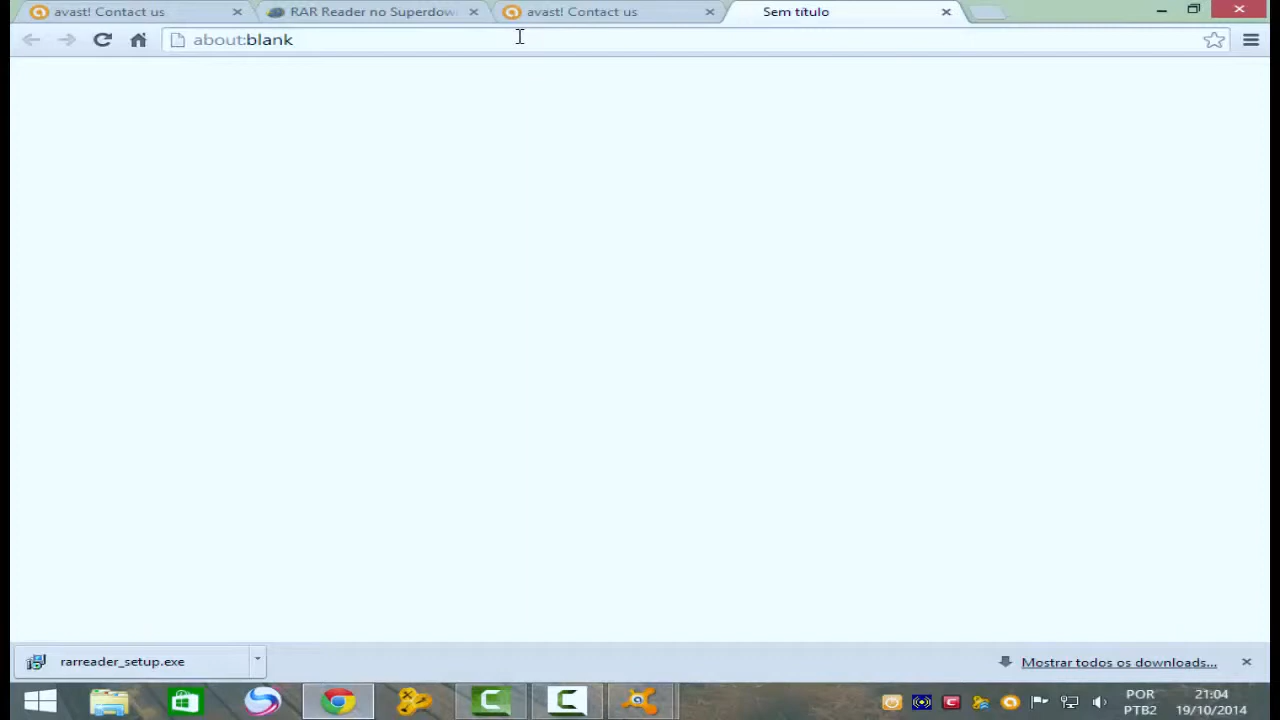 avast! Contact us
RAR Reader no Superdow
avast! Contact us
Sem título
about:blank
rarreader_setup.exe
Mostrar todos os downloads...
POR
PTB2
21:04
19/10/2014